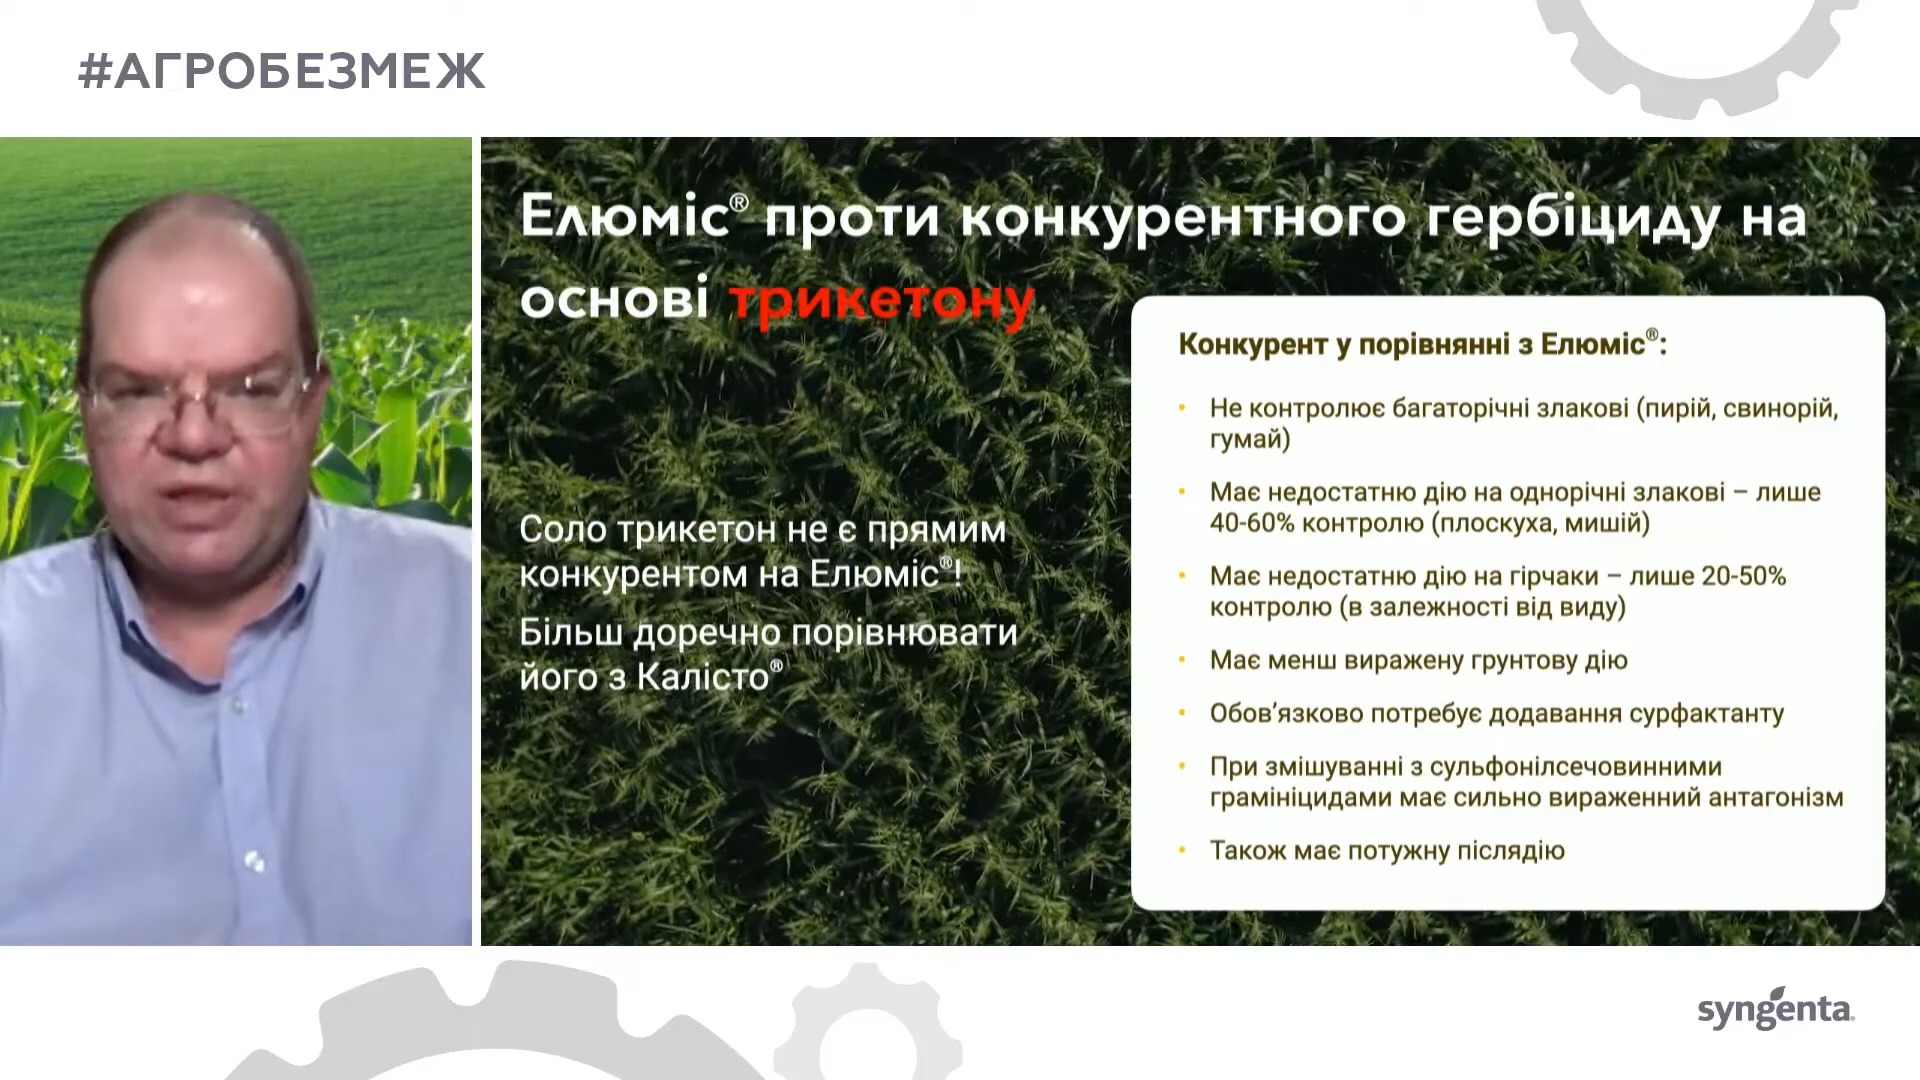 #АГРОБЕЗМЕЖ
Елюміс® проти конкурентного гербіциду на
основі трикетону
Соло трикетон не є прямим
конкурентом на Елюміс®!
Більш доречно порівнювати
його з Калісто®
Конкурент у порівнянні з Елюміс®:
• Не контролює багаторічні злакові (пирій, свинорій,
гумай)
• Має недостатню дію на однорічні злакові – лише
40-60% контролю (плоскуха, мишій)
• Має недостатню дію на гірчаки – лише 20-50%
контролю (в залежності від виду)
• Має менш виражену грунтову дію
• Обов’язково потребує додавання сурфактанту
• При змішуванні з сульфонілсечовинними
грамініцидами має сильно вираженний антагонізм
• Також має потужну післядію
syngenta